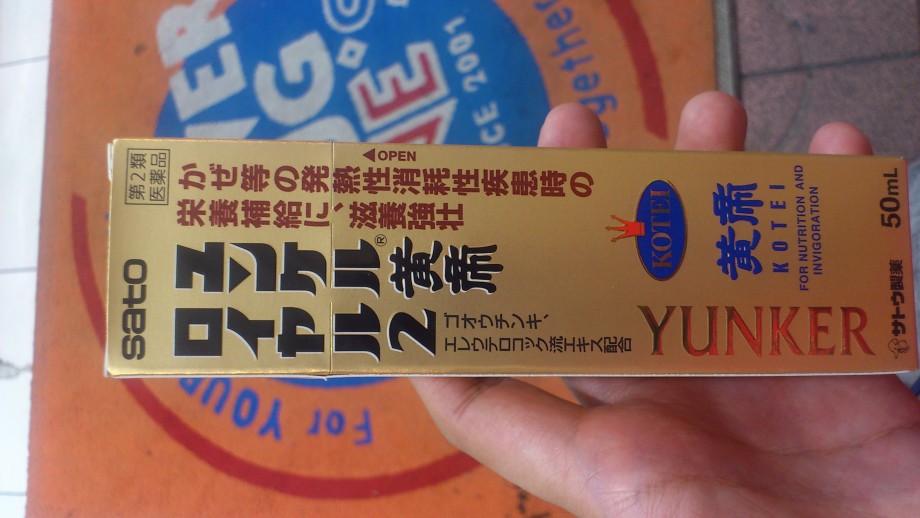 第2類
医薬品
◀OPEN
かぜ等の発熱性消耗性疾患時の
栄養補給に、滋養強壮
sato
ユンケル®黄帝
ロイヤル2
ゴオウチンキ、
エレウテロコック流エキス配合
KOTEI
黄帝
KOTEI
FOR NUTRITION AND
INVIGORATION
YUNKER
50mL
サトウ製薬
2001
For YOUR